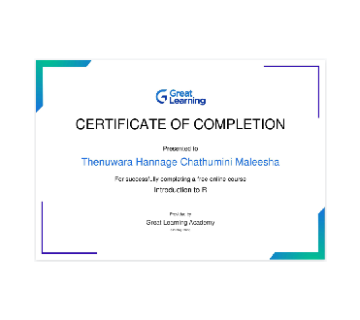 Great
Learning
CERTIFICATE OF COMPLETION
Presented to
Thenuwara Hannage Chathumini Maleesha
For successfully completing a free online course
Introduction to R
Provided by
Great Learning Academy